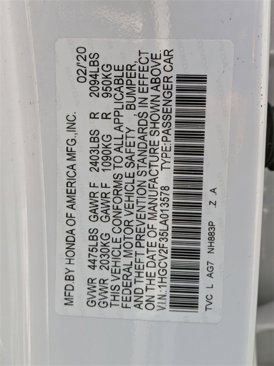 MFD.BY HONDA OF AMERICA MFG.,INC. 02/20
GVWR 4475LBS GAWR F 2403LBS R 2094LBS
GVWR 2030KG GAWR F 1090KG R 950KG
THIS VEHICLE CONFORMS TO ALL APPLICABLE
FEDERAL MOTOR VEHICLE SAFETY BUMPER,
AND THEFT PREVENTION STANDARDS IN EFFECT
ON THE DATE OF MANUFACTURE SHOWN ABOVE.
V.I.N.:1HGCV2F35LA013578 TYPE:PASSENGER CAR
TVC L AG7 NH883P Z A